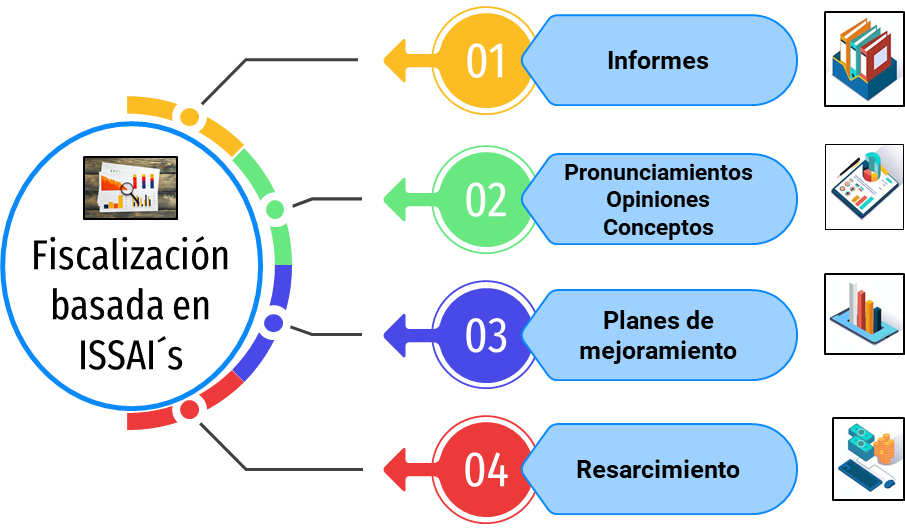 Fiscalización
basada en
ISSAI´s
01
Informes
02
Pronunciamientos
Opiniones
Conceptos
03
Planes de
mejoramiento
04
Resarcimiento